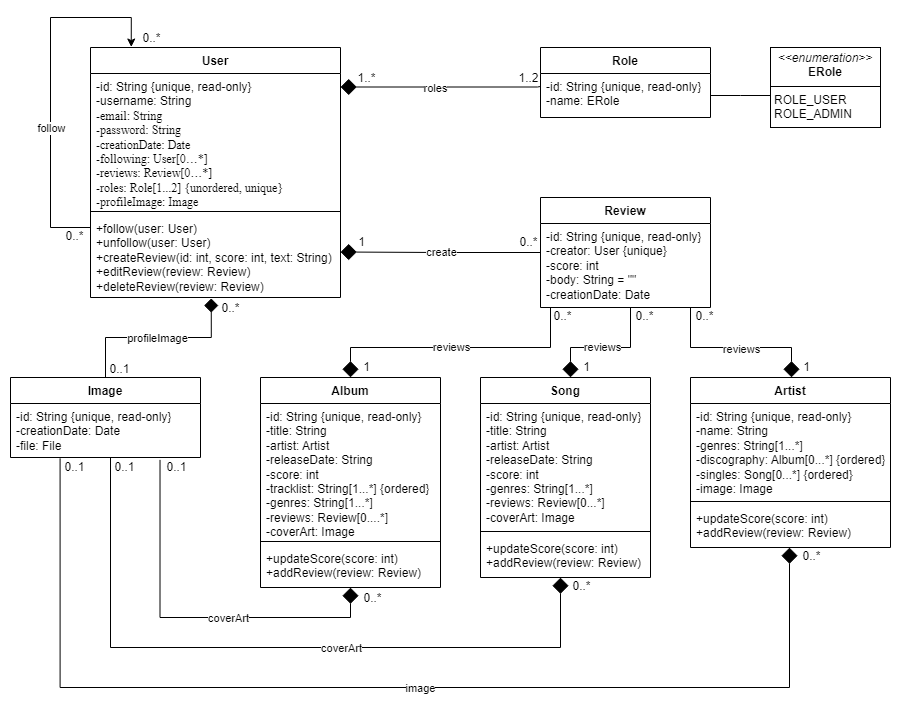 0..*
User
-id: String {unique, read-only}
-username: String
-email: String
-password: String
-creationDate: Date
-following: User[0...*]
-reviews: Review[0...*]
-roles: Role[1...2] {unordered, unique}
-profileImage: Image
+follow(user: User)
+unfollow(user: User)
+createReview(id: int, score: int, text: String)
+editReview(review: Review)
+deleteReview(review: Review)
follow
0..*
1..*
roles
1..2
Role
-id: String {unique, read-only}
-name: ERole
<<enumeration>>
ERole
ROLE_USER
ROLE_ADMIN
1
create
0..*
Review
-id: String {unique, read-only}
-creator: User {unique}
-score: int
-body: String = ""
-creationDate: Date
0..*
profileImage
0..1
0..*
0..*
0..*
reviews
reviews
reviews
1
1
1
Image
-id: String {unique, read-only}
-creationDate: Date
-file: File
0..1
0..1
0..1
Album
-id: String {unique, read-only}
-title: String
-artist: Artist
-releaseDate: String
-score: int
-tracklist: String[1...*] {ordered}
-genres: String[1...*]
-reviews: Review[0....*]
-coverArt: Image
+updateScore(score: int)
+addReview(review: Review)
Song
-id: String {unique, read-only}
-title: String
-artist: Artist
-releaseDate: String
-score: int
-genres: String[1...*]
-reviews: Review[0...*]
-coverArt: Image
+updateScore(score: int)
+addReview(review: Review)
Artist
-id: String {unique, read-only}
-name: String
-genres: String[1...*]
-discography: Album[0...*] {ordered}
-singles: Song[0...*] {ordered}
-image: Image
+updateScore(score: int)
+addReview(review: Review)
0..*
0..*
0..*
coverArt
coverArt
image